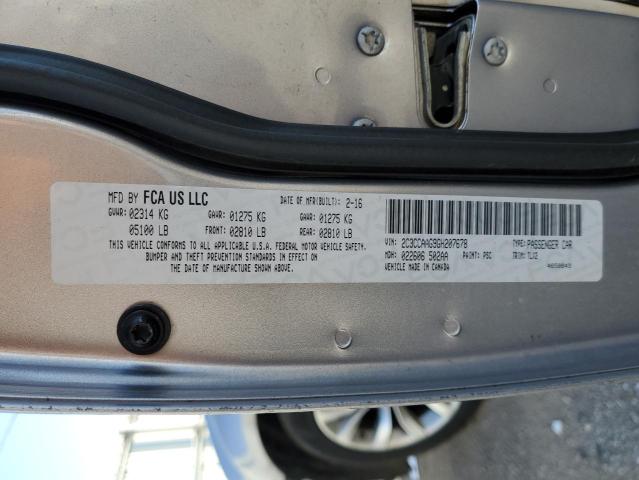 MFD BY FCA US LLC DATE OF MFR(BUILT): 2-16
GVWR: 02314 KG GAWR: 01275 KG GAWR: 01275 KG
05100 LB FRONT: 02810 LB REAR: 02810 LB
THIS VEHICLE CONFORMS TO ALL APPLICABLE U.S.A. FEDERAL MOTOR VEHICLE SAFETY,
BUMPER AND THEFT PREVENTION STANDARDS IN EFFECT ON
THE DATE OF MANUFACTURE SHOWN ABOVE.
VIN: 2C3CCAAG9GH207678 TYPE: PASSENGER CAR
MDH: 022606 502AA PAINT: PSC TRIM: TLX2
VEHICLE MADE IN CANADA